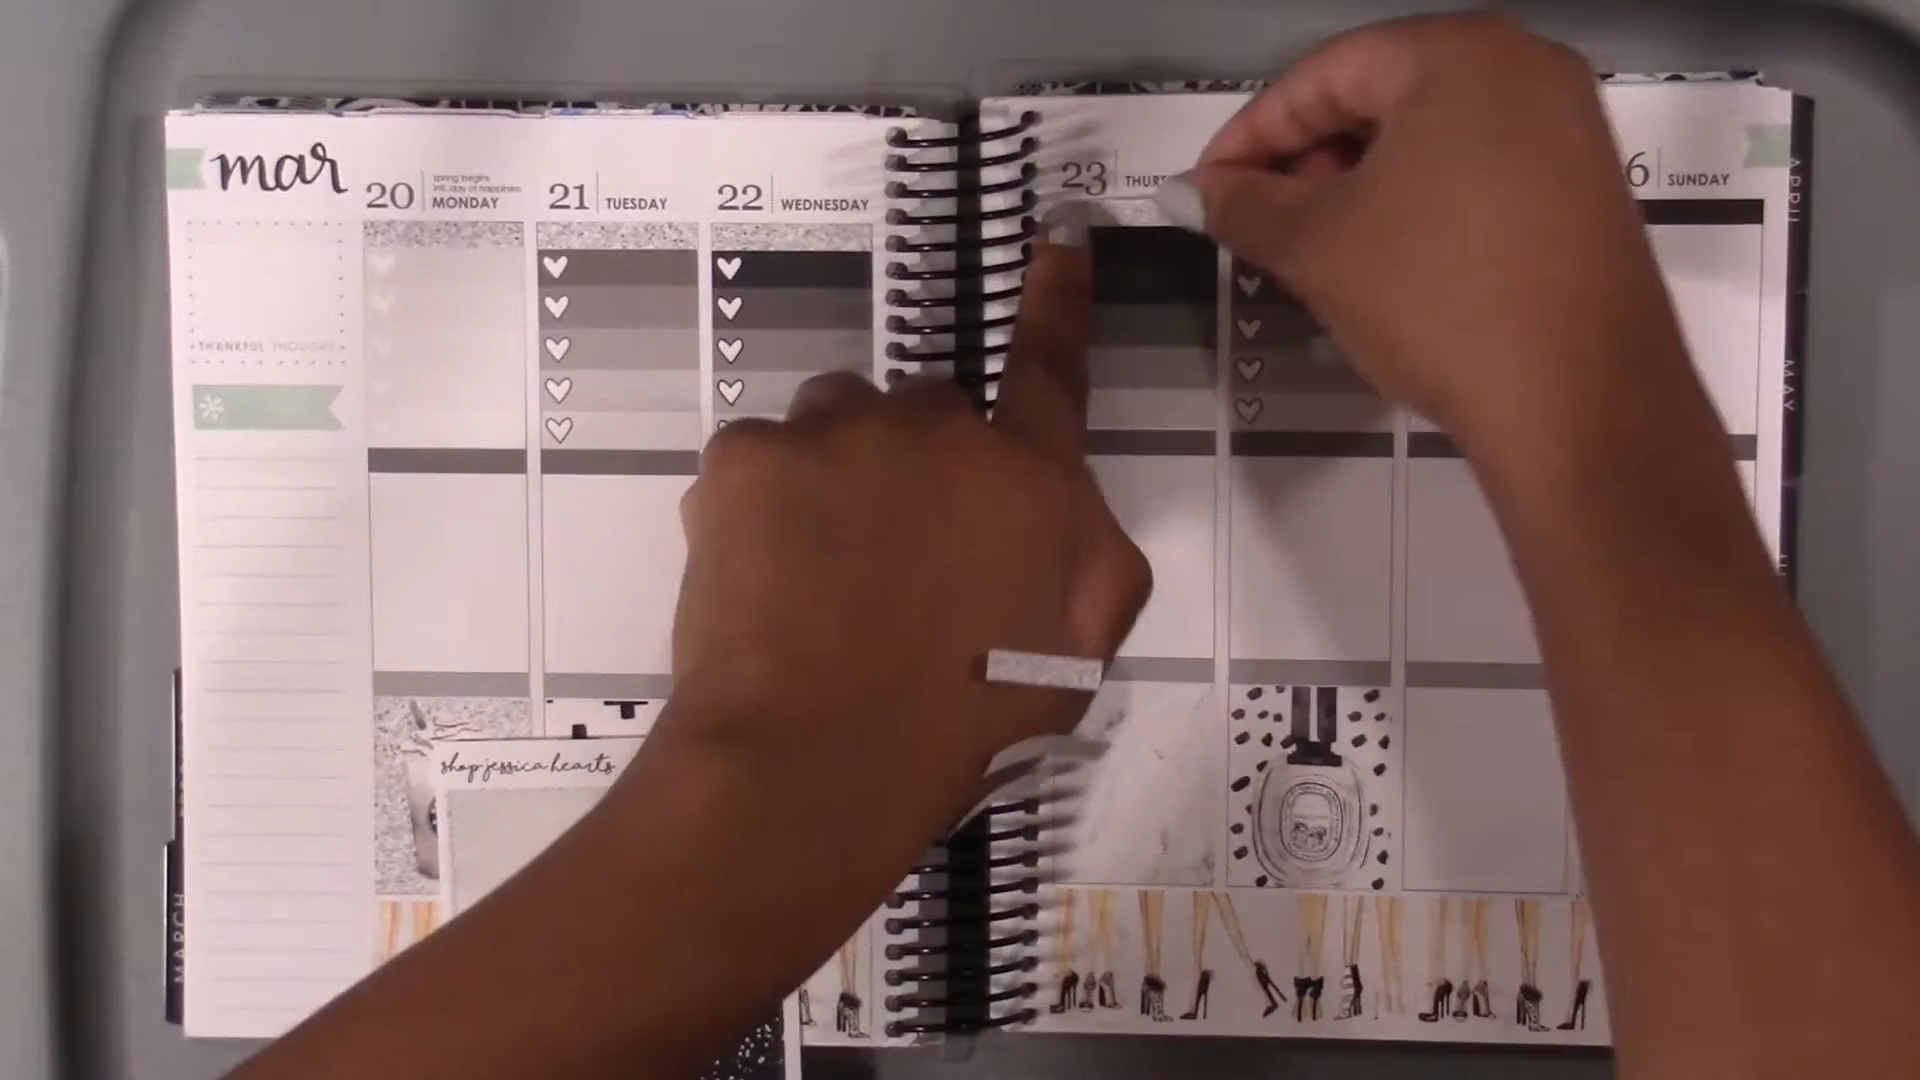 mar
20
spring begins
intl. day of happiness
MONDAY
21 TUESDAY
22 WEDNESDAY
23
6 SUNDAY
THANKFUL THOUGHT
shop jessica hearts
MARCH
APRIL
MAY